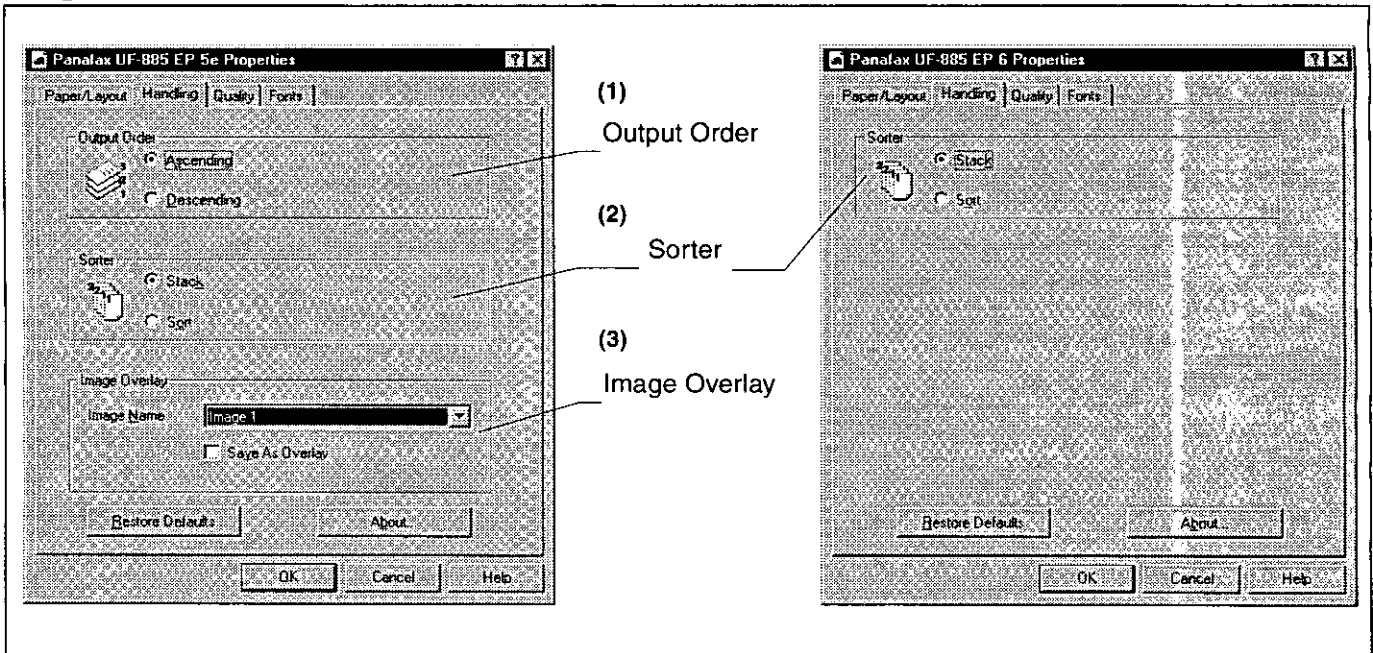 Panafax UF-885 EP 5e Properties
Paper/Layout Handling Quality Fonts
Output Order
Ascending
Descending
Sorter
Stack
Sort
Image Overlay
Image Name Image 1
Save As Overlay
Restore Defaults About...
OK Cancel Help
(1)
Output Order
(2)
Sorter
(3)
Image Overlay
Panafax UF-885 EP 6 Properties
Paper/Layout Handling Quality Fonts
Sorter
Stack
Sort
Restore Defaults About...
OK Cancel Help